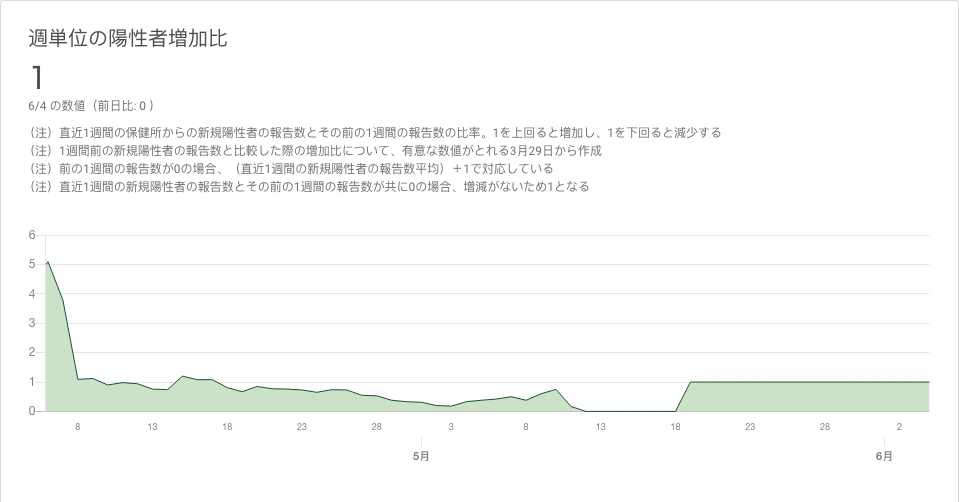 週単位の陽性者増加比
1
6/4 の数値（前日比: 0 ）
（注）直近1週間の保健所からの新規陽性者の報告数とその前の1週間の報告数の比率。1を上回ると増加し、1を下回ると減少する
（注）1週間前の新規陽性者の報告数と比較した際の増加比について、有意な数値がとれる3月29日から作成
（注）前の1週間の報告数が0の場合、（直近1週間の新規陽性者の報告数平均）＋1で対応している
（注）直近1週間の新規陽性者の報告数とその前の1週間の報告数が共に0の場合、増減がないため1となる
6
5
4
3
2
1
0
8 13 18 23 28 3 8 13 18 23 28 2
5月 6月